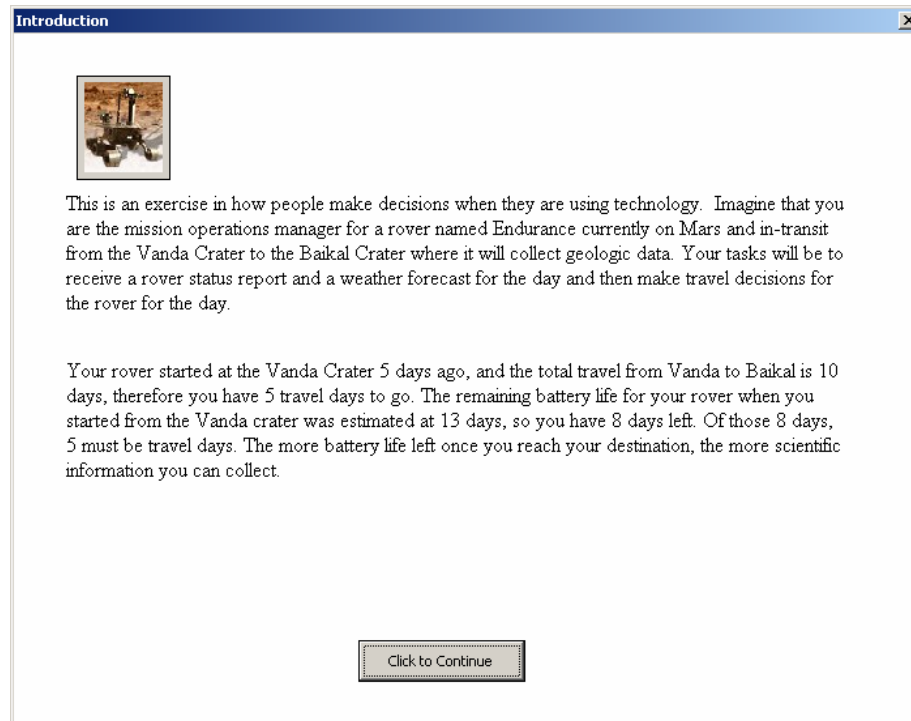 Introduction
This is an exercise in how people make decisions when they are using technology.  Imagine that you
are the mission operations manager for a rover named Endurance currently on Mars and in-transit
from the Vanda Crater to the Baikal Crater where it will collect geologic data.  Your tasks will be to
receive a rover status report and a weather forecast for the day and then make travel decisions for
the rover for the day.
Your rover started at the Vanda Crater 5 days ago, and the total travel from Vanda to Baikal is 10
days, therefore you have 5 travel days to go. The remaining battery life for your rover when you
started from the Vanda crater was estimated at 13 days, so you have 8 days left. Of those 8 days,
5 must be travel days. The more battery life left once you reach your destination, the more scientific
information you can collect.
Click to Continue